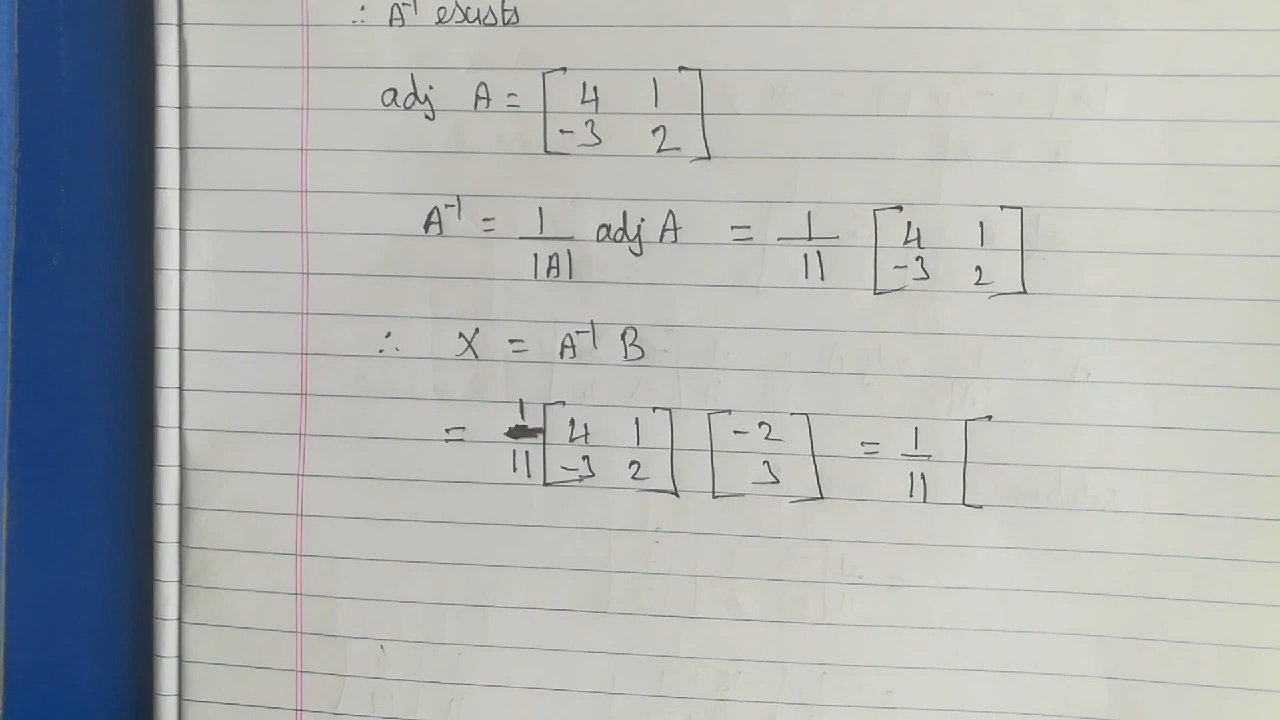 ∴ A⁻¹ exists
adj A = [ 4 1
-3 2 ]
A⁻¹ = 1/|A| adj A = 1/11 [ 4 1
-3 2 ]
∴ X = A⁻¹ B
= 1/11 [ 4 1
-3 2 ] [ -2
3 ] = 1/11 [